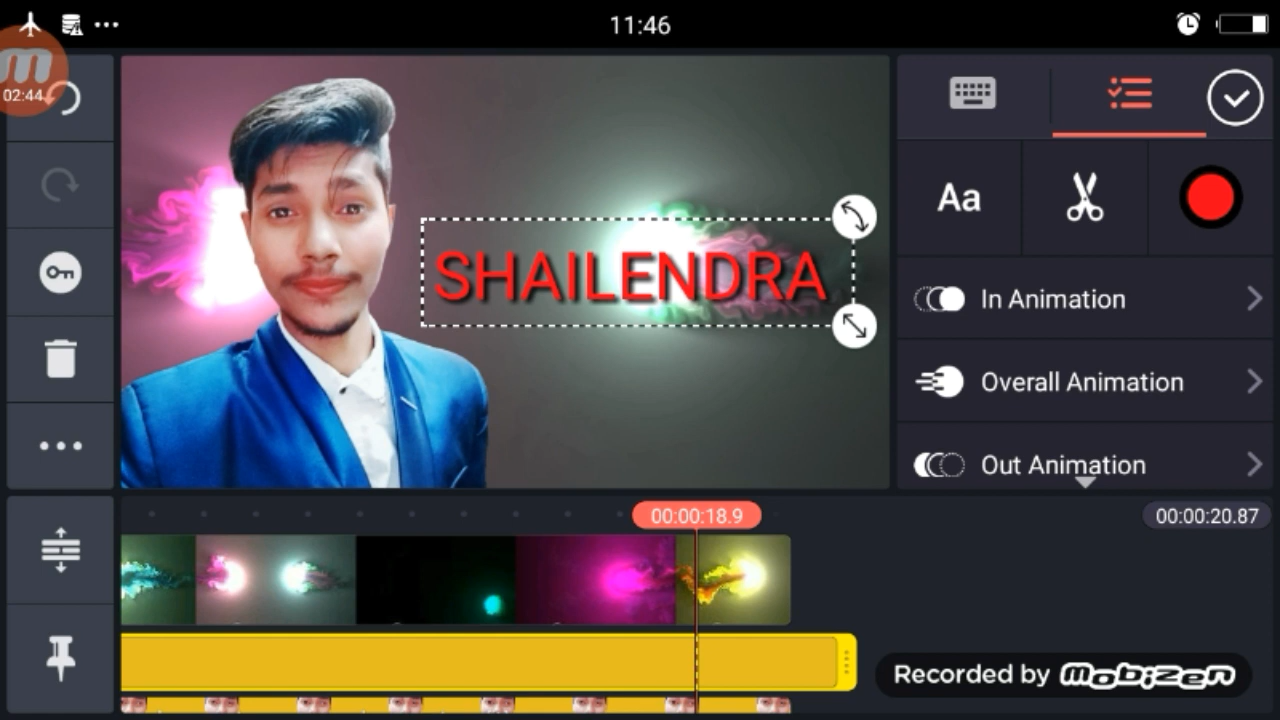 11:46
02:44
SHAILENDRA
Aa
In Animation
Overall Animation
Out Animation
00:00:18.9
00:00:20.87
Recorded by mobizen